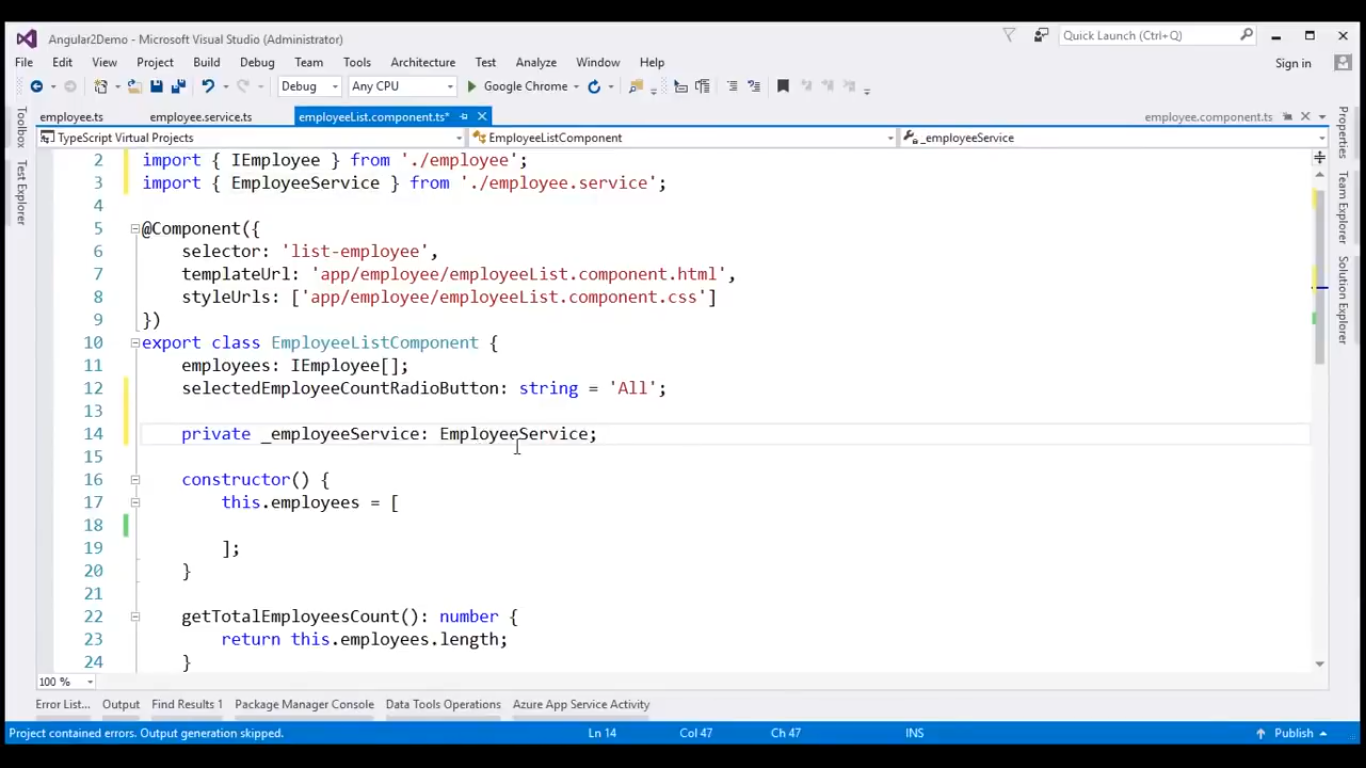 Angular2Demo - Microsoft Visual Studio (Administrator)
Quick Launch (Ctrl+Q)
File Edit View Project Build Debug Team Tools Architecture Test Analyze Window Help
Sign in
Debug Any CPU Google Chrome
employee.ts employee.service.ts employeeList.component.ts* employee.component.ts
TypeScript Virtual Projects EmployeeListComponent _employeeService
Toolbox
Test Explorer
Properties
Team Explorer
Solution Explorer
2 import { IEmployee } from './employee';
3 import { EmployeeService } from './employee.service';
4
5 @Component({
6 selector: 'list-employee',
7 templateUrl: 'app/employee/employeeList.component.html',
8 styleUrls: ['app/employee/employeeList.component.css']
9 })
10 export class EmployeeListComponent {
11 employees: IEmployee[];
12 selectedEmployeeCountRadioButton: string = 'All';
13
14 private _employeeService: EmployeeService;
15
16 constructor() {
17 this.employees = [
18
19 ];
20 }
21
22 getTotalEmployeesCount(): number {
23 return this.employees.length;
24 }
100 %
Error List... Output Find Results 1 Package Manager Console Data Tools Operations Azure App Service Activity
Project contained errors. Output generation skipped. Ln 14 Col 47 Ch 47 INS Publish